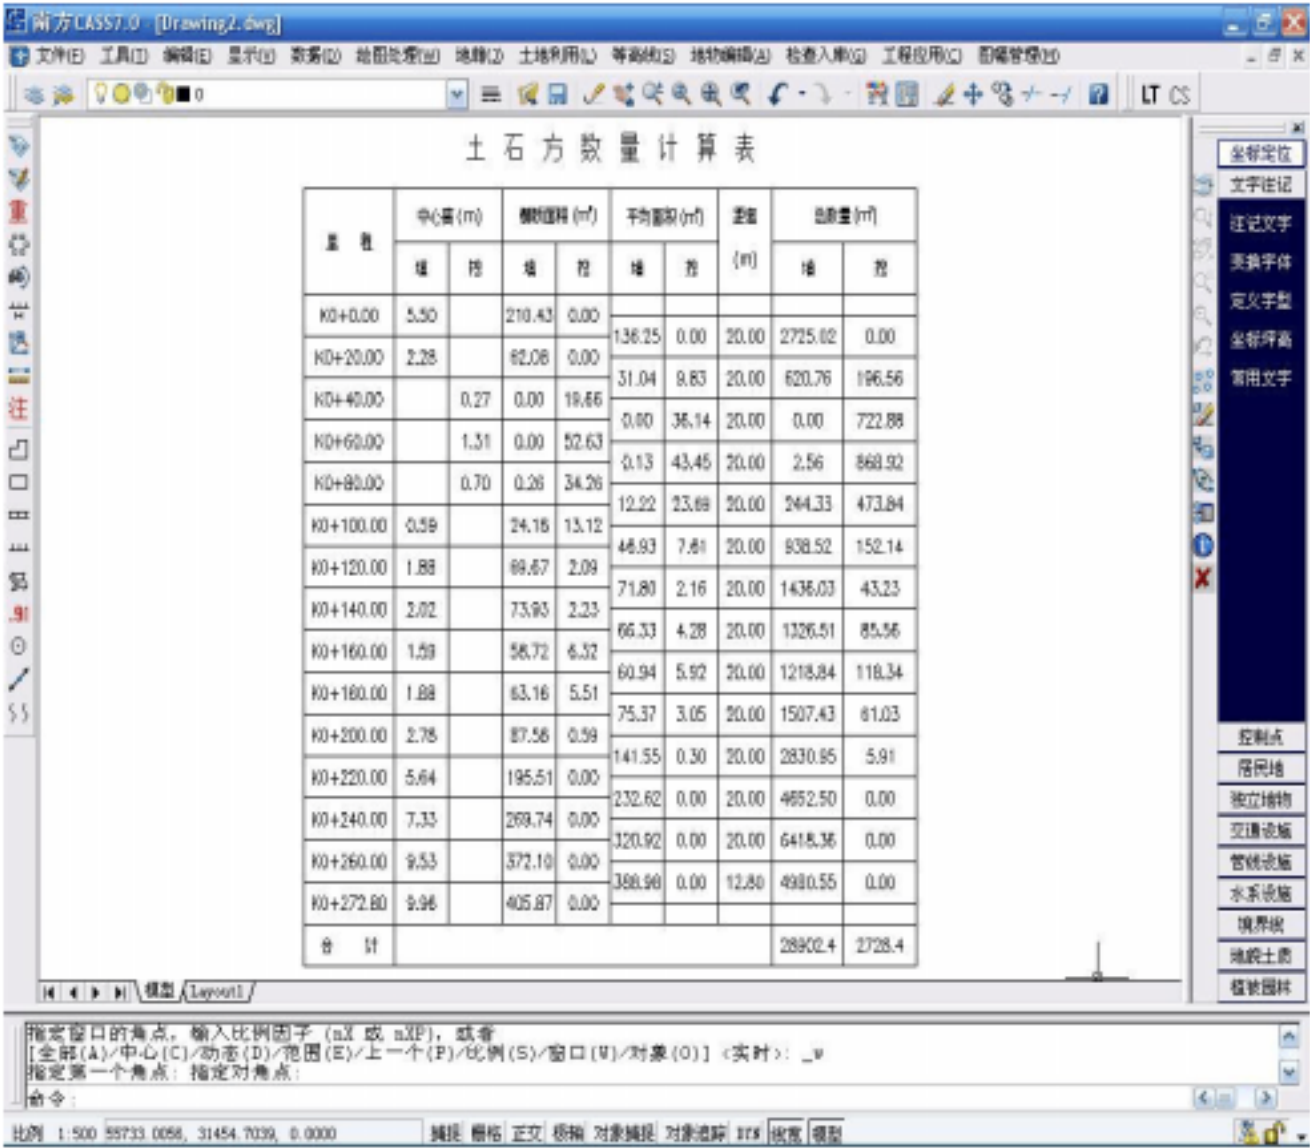 南方CASS7.0 - [Drawing2.dwg]
文件(F) 工具(T) 编辑(E) 显示(V) 数据(D) 绘图处理(W) 地籍(J) 土地利用(L) 等高线(S) 地物编辑(A) 检查入库(G) 工程应用(C) 图幅管理(M)
0 LT CS
土石方数量计算表
里 程 中心高(m) 横断面积(m²) 平均面积(m²) 距离(m) 总数量(m³)
填 挖 填 挖 填 挖 填 挖
K0+0.00 5.50 210.43 0.00
136.25 0.00 20.00 2725.02 0.00
K0+20.00 2.28 62.08 0.00
31.04 9.83 20.00 620.76 196.56
K0+40.00 0.27 0.00 19.66
0.00 36.14 20.00 0.00 722.88
K0+60.00 1.31 0.00 52.63
0.13 43.45 20.00 2.56 868.92
K0+80.00 0.70 0.26 34.26
12.22 23.69 20.00 244.33 473.84
K0+100.00 0.59 24.18 13.12
46.93 7.61 20.00 938.52 152.14
K0+120.00 1.88 69.67 2.09
71.80 2.16 20.00 1436.03 43.23
K0+140.00 2.02 73.93 2.23
66.33 4.28 20.00 1326.51 85.56
K0+160.00 1.59 58.72 6.32
60.94 5.92 20.00 1218.84 118.34
K0+180.00 1.88 63.16 5.51
75.37 3.05 20.00 1507.43 61.03
K0+200.00 2.78 87.58 0.59
141.55 0.30 20.00 2830.95 5.91
K0+220.00 5.64 195.51 0.00
232.62 0.00 20.00 4652.50 0.00
K0+240.00 7.33 269.74 0.00
320.92 0.00 20.00 6418.36 0.00
K0+260.00 9.53 372.10 0.00
388.98 0.00 12.80 4980.55 0.00
K0+272.80 9.96 405.87 0.00
合 计 28902.4 2728.4
重
注
.91
坐标定位
文字注记
注记文字
变换字体
定义字型
坐标坪高
常用文字
控制点
居民地
独立地物
交通设施
管线设施
水系设施
境界线
地貌土质
植被园林
模型 Layout1
指定窗口的角点，输入比例因子 (nX 或 nXP)，或者
[全部(A)/中心(C)/动态(D)/范围(E)/上一个(P)/比例(S)/窗口(W)/对象(O)] <实时>: _w
指定第一个角点: 指定对角点:
命令:
比例 1:500 55733.0058, 31454.7039, 0.0000 捕捉 栅格 正交 极轴 对象捕捉 对象追踪 DYN 线宽 模型